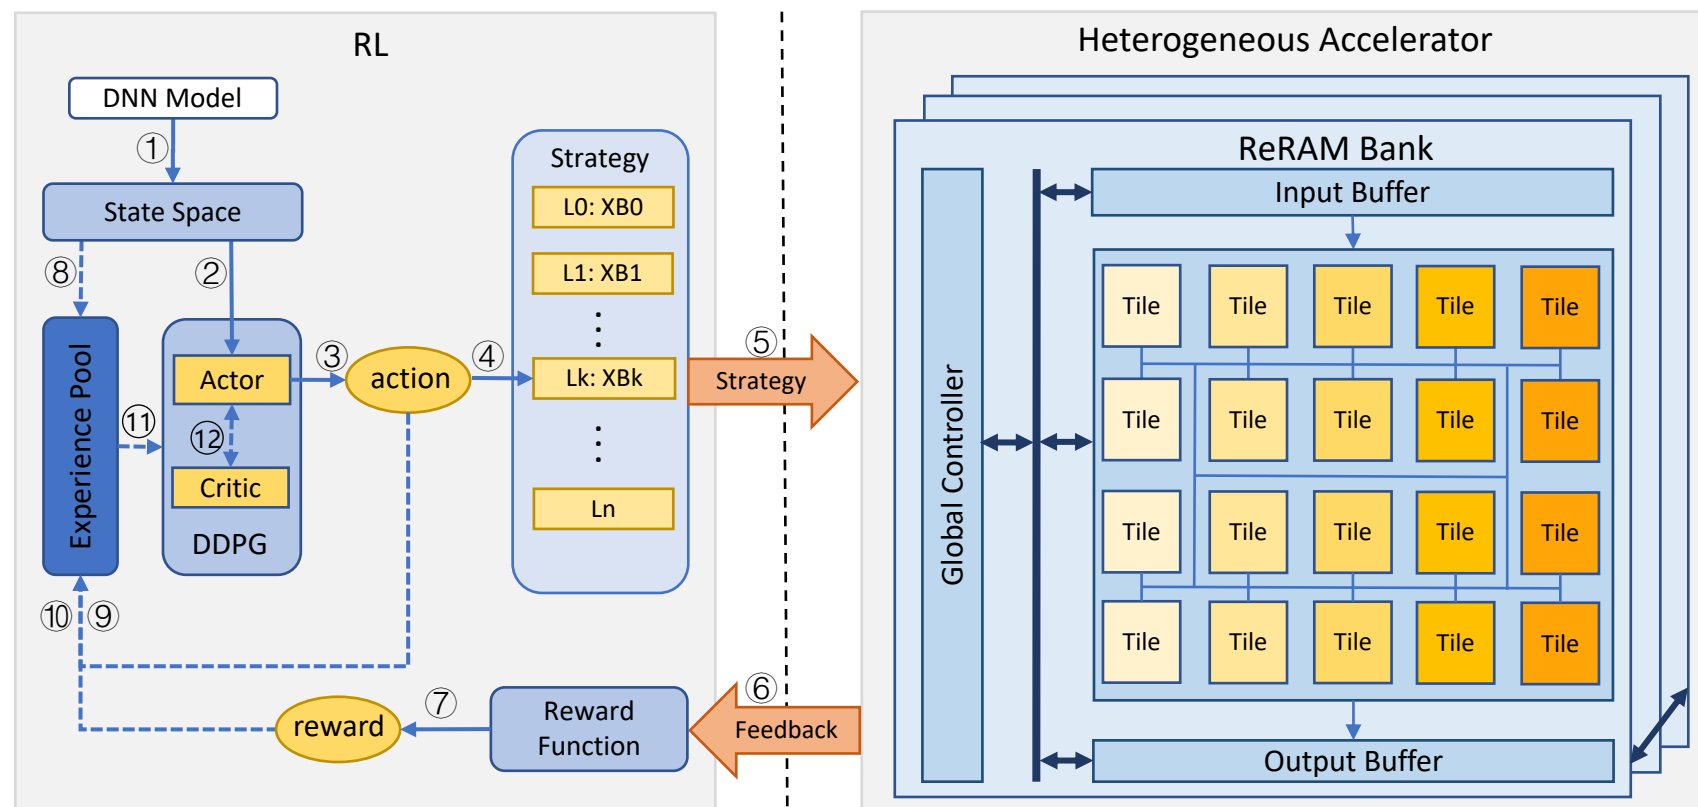 RL
DNN Model
①
State Space
⑧
②
Experience Pool
Actor
⑪
⑫
Critic
DDPG
③
action
④
⑩
⑨
Strategy
L0: XB0
L1: XB1
⋮
Lk: XBk
⋮
Ln
⑤
Strategy
⑥
Feedback
Reward
Function
⑦
reward
Heterogeneous Accelerator
ReRAM Bank
Global Controller
Input Buffer
Tile Tile Tile Tile Tile
Tile Tile Tile Tile Tile
Tile Tile Tile Tile Tile
Tile Tile Tile Tile Tile
Output Buffer